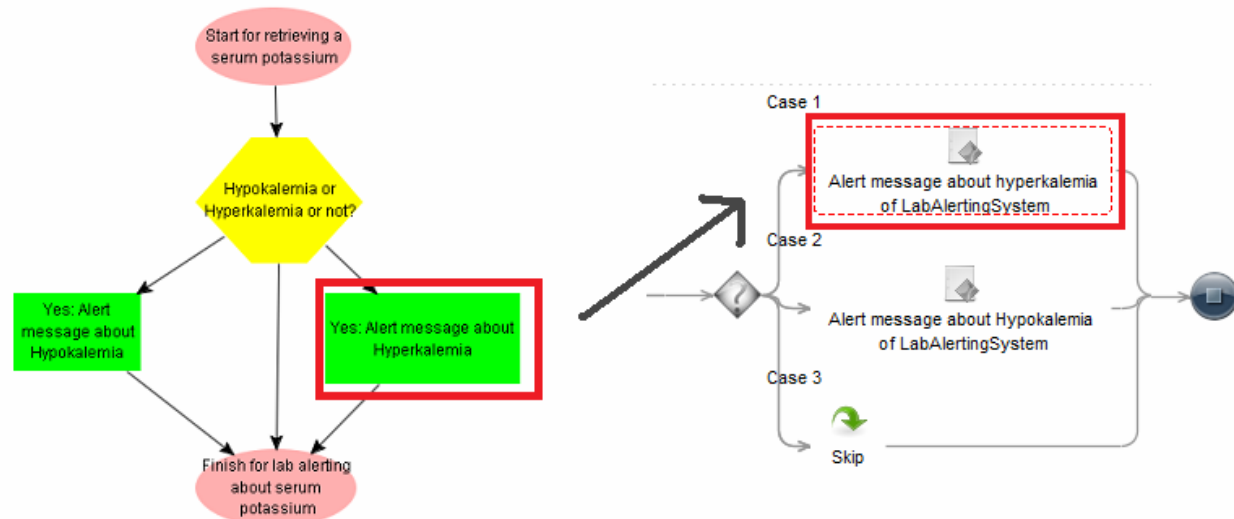 Start for retrieving a
serum potassium
Hypokalemia or
Hyperkalemia or not?
Yes: Alert
message about
Hypokalemia
Yes: Alert message about
Hyperkalemia
Finish for lab alerting
about serum
potassium
Case 1
Alert message about hyperkalemia
of LabAlertingSystem
Case 2
?
Alert message about Hypokalemia
of LabAlertingSystem
Case 3
Skip